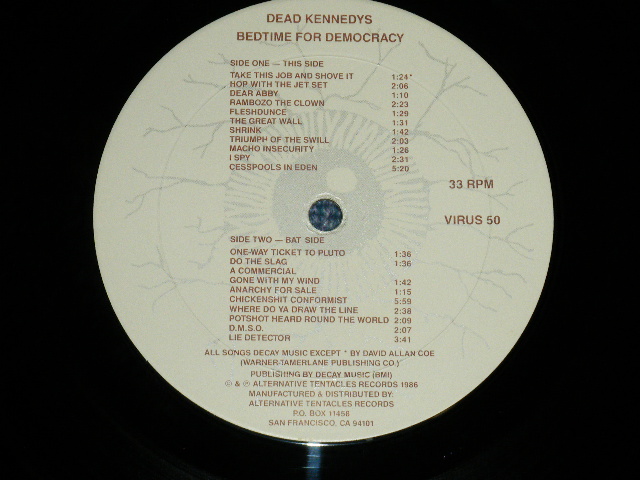 DEAD KENNEDYS
BEDTIME FOR DEMOCRACY
SIDE ONE — THIS SIDE
TAKE THIS JOB AND SHOVE IT 1:24*
HOP WITH THE JET SET 2:06
DEAR ABBY 1:10
RAMBOZO THE CLOWN 2:23
FLESHDUNCE 1:29
THE GREAT WALL 1:31
SHRINK 1:42
TRIUMPH OF THE SWILL 2:03
MACHO INSECURITY 1:26
I SPY 2:31
CESSPOOLS IN EDEN 5:20
33 RPM
VIRUS 50
SIDE TWO — BAT SIDE
ONE-WAY TICKET TO PLUTO 1:36
DO THE SLAG 1:36
A COMMERCIAL
GONE WITH MY WIND 1:42
ANARCHY FOR SALE 1:15
CHICKENSHIT CONFORMIST 5:59
WHERE DO YA DRAW THE LINE 2:38
POTSHOT HEARD ROUND THE WORLD 2:09
D.M.S.O. 2:07
LIE DETECTOR 3:41
ALL SONGS DECAY MUSIC EXCEPT * BY DAVID ALLAN COE
(WARNER-TAMERLANE PUBLISHING CO.)
PUBLISHING BY DECAY MUSIC (BMI)
© & ℗ ALTERNATIVE TENTACLES RECORDS 1986
MANUFACTURED & DISTRIBUTED BY:
ALTERNATIVE TENTACLES RECORDS
P.O. BOX 11458
SAN FRANCISCO, CA 94101